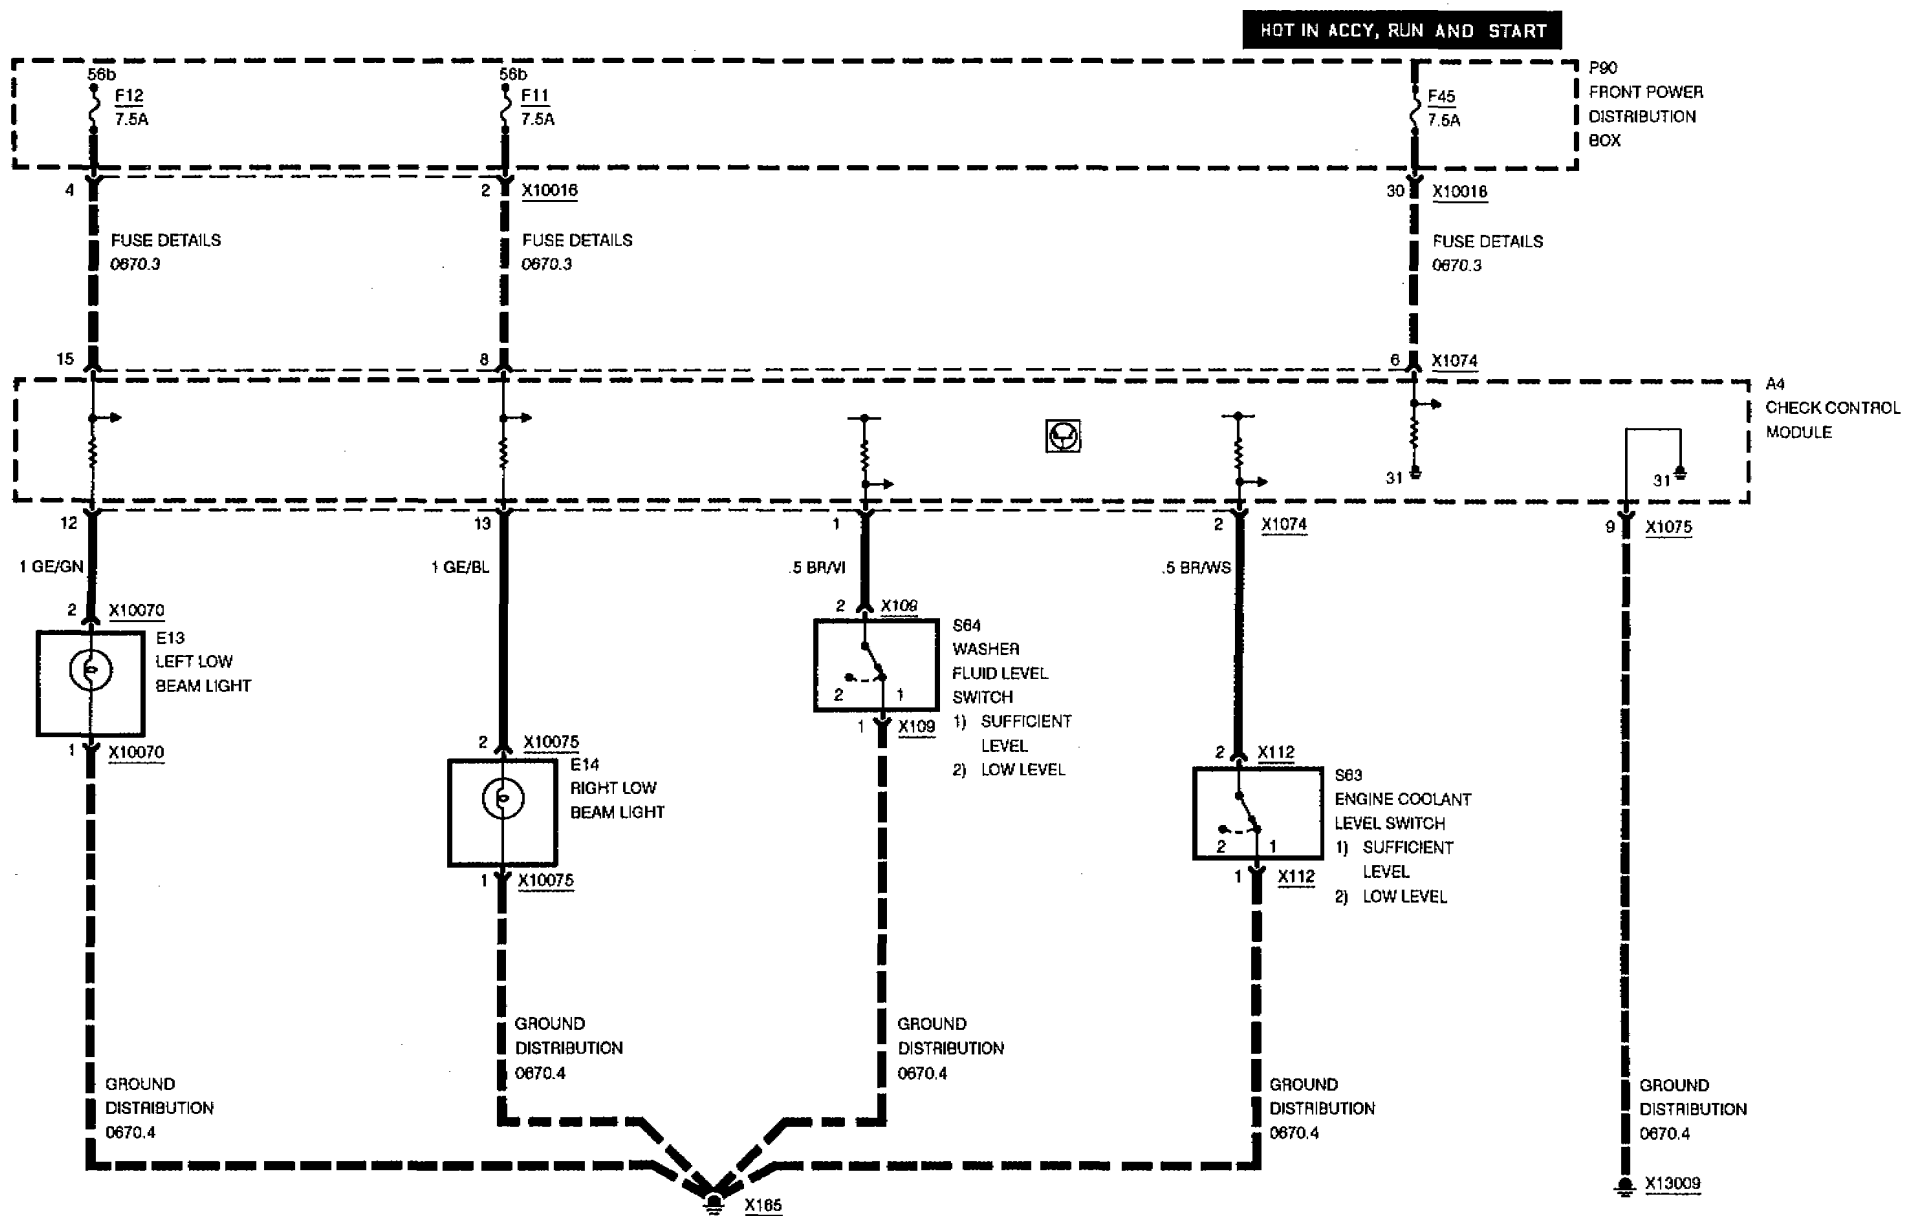 HOT IN ACCY, RUN AND START
56b
F12
7.5A
56b
F11
7.5A
F45
7.5A
P90
FRONT POWER
DISTRIBUTION
BOX
4
2
X10016
30
X10016
FUSE DETAILS
0670.3
FUSE DETAILS
0670.3
FUSE DETAILS
0670.3
15
8
6
X1074
A4
CHECK CONTROL
MODULE
31
31
12
13
1
2
X1074
9
X1075
1 GE/GN
1 GE/BL
.5 BR/VI
.5 BR/WS
2
X10070
E13
LEFT LOW
BEAM LIGHT
1
X10070
2
X10075
E14
RIGHT LOW
BEAM LIGHT
1
X10075
2
X109
S64
WASHER
FLUID LEVEL
SWITCH
1) SUFFICIENT
LEVEL
2) LOW LEVEL
2
1
1
X109
2
X112
S63
ENGINE COOLANT
LEVEL SWITCH
1) SUFFICIENT
LEVEL
2) LOW LEVEL
2
1
1
X112
GROUND
DISTRIBUTION
0670.4
GROUND
DISTRIBUTION
0670.4
GROUND
DISTRIBUTION
0670.4
GROUND
DISTRIBUTION
0670.4
GROUND
DISTRIBUTION
0670.4
X165
X13009